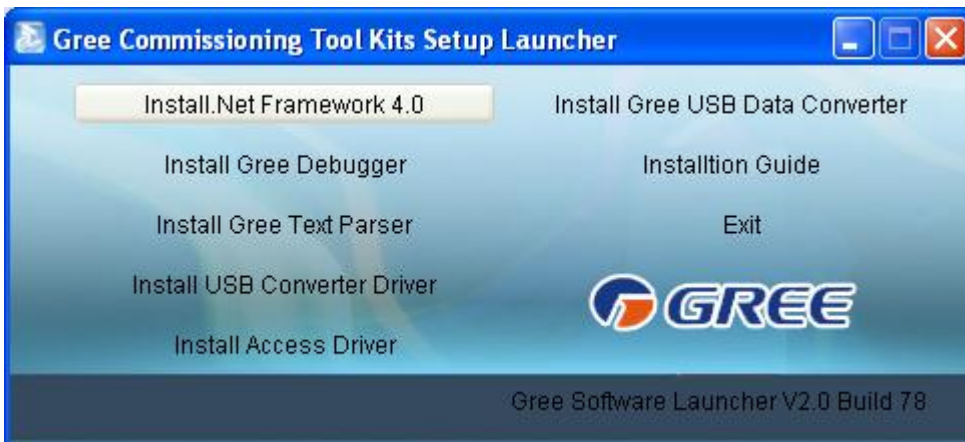 Gree Commissioning Tool Kits Setup Launcher
Install.Net Framework 4.0
Install Gree USB Data Converter
Install Gree Debugger
Installtion Guide
Install Gree Text Parser
Exit
Install USB Converter Driver
GREE
Install Access Driver
Gree Software Launcher V2.0 Build 78